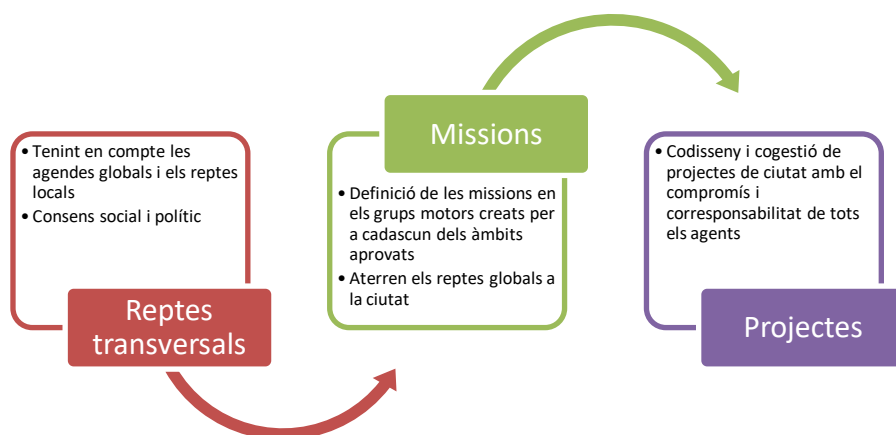 • Tenint en compte les
agendes globals i els reptes
locals
• Consens social i polític
Reptes
transversals
Missions
• Definició de les missions en
els grups motors creats per
a cadascun dels àmbits
aprovats
• Aterren els reptes globals a
la ciutat
• Codisseny i cogestió de
projectes de ciutat amb el
compromís i
corresponsabilitat de tots
els agents
Projectes